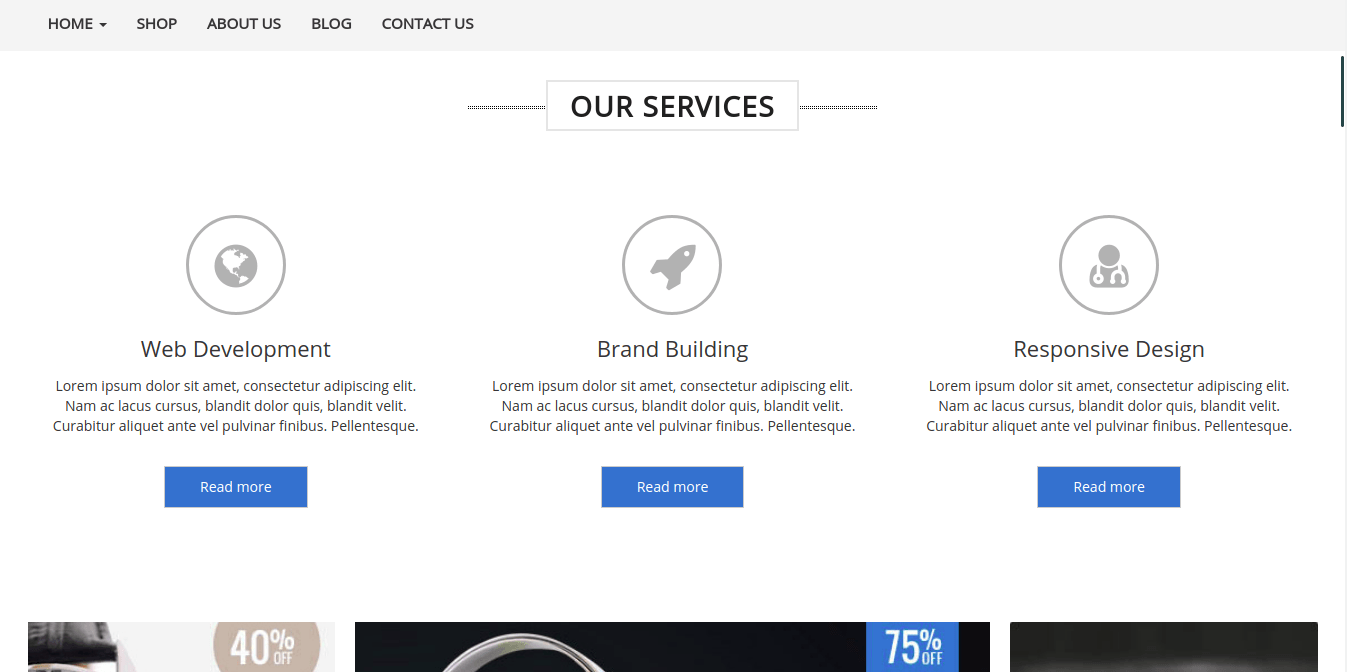 HOME
SHOP
ABOUT US
BLOG
CONTACT US
OUR SERVICES
Web Development
Lorem ipsum dolor sit amet, consectetur adipiscing elit.
Nam ac lacus cursus, blandit dolor quis, blandit velit.
Curabitur aliquet ante vel pulvinar finibus. Pellentesque.
Read more
Brand Building
Lorem ipsum dolor sit amet, consectetur adipiscing elit.
Nam ac lacus cursus, blandit dolor quis, blandit velit.
Curabitur aliquet ante vel pulvinar finibus. Pellentesque.
Read more
Responsive Design
Lorem ipsum dolor sit amet, consectetur adipiscing elit.
Nam ac lacus cursus, blandit dolor quis, blandit velit.
Curabitur aliquet ante vel pulvinar finibus. Pellentesque.
Read more
40% OFF
75% OFF